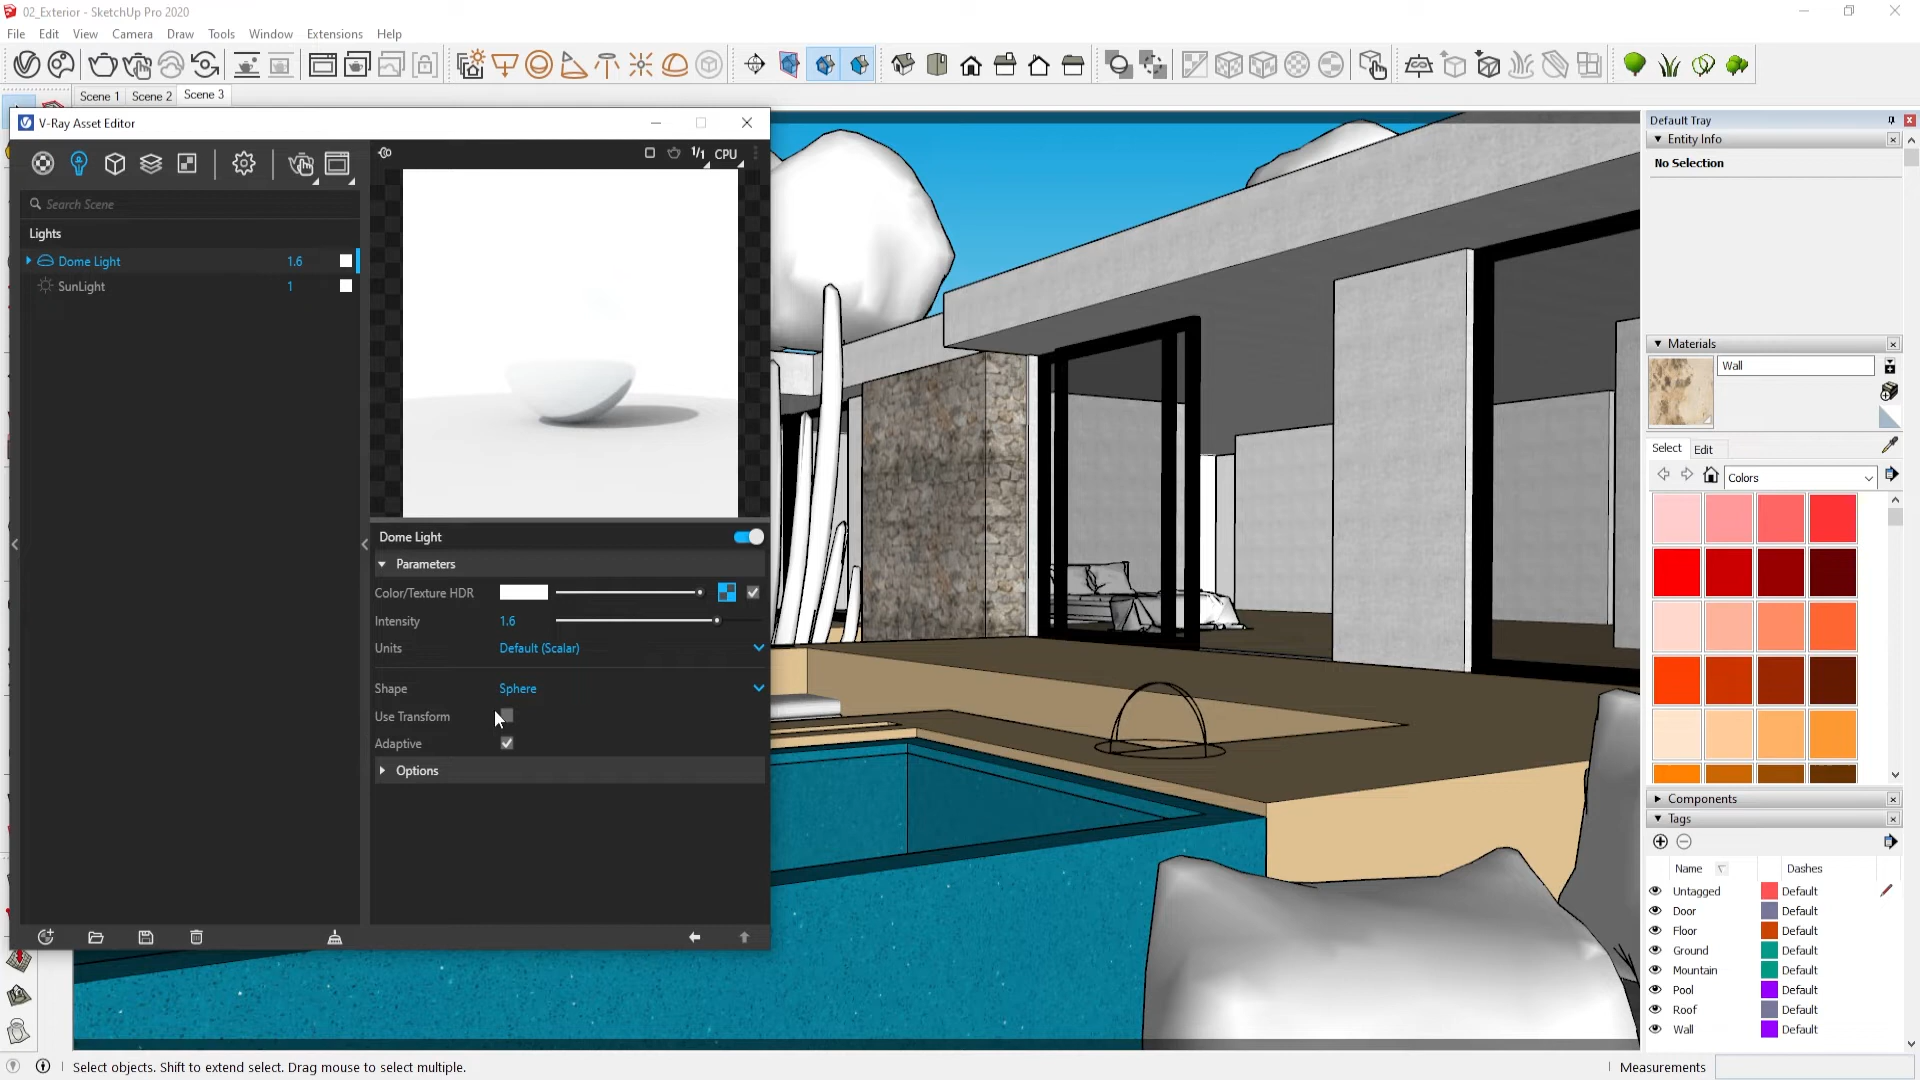 02_Exterior - SketchUp Pro 2020
File Edit View Camera Draw Tools Window Extensions Help
Scene 1 Scene 2 Scene 3
V-Ray Asset Editor
1/1 CPU
Search Scene
Lights
Dome Light 1.6
SunLight 1
Dome Light
Parameters
Color/Texture HDR
Intensity 1.6
Units Default (Scalar)
Shape Sphere
Use Transform
Adaptive
Options
Default Tray
Entity Info
No Selection
Materials
Wall
Select Edit
Colors
Components
Tags
Name Dashes
Untagged Default
Door Default
Floor Default
Ground Default
Mountain Default
Pool Default
Roof Default
Wall Default
Select objects. Shift to extend select. Drag mouse to select multiple.
Measurements